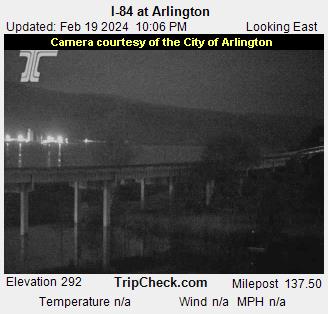 I-84 at Arlington
Updated: Feb 19 2024 10:06 PM Looking East
Camera courtesy of the City of Arlington
Elevation 292 TripCheck.com Milepost 137.50
Temperature n/a Wind n/a MPH n/a